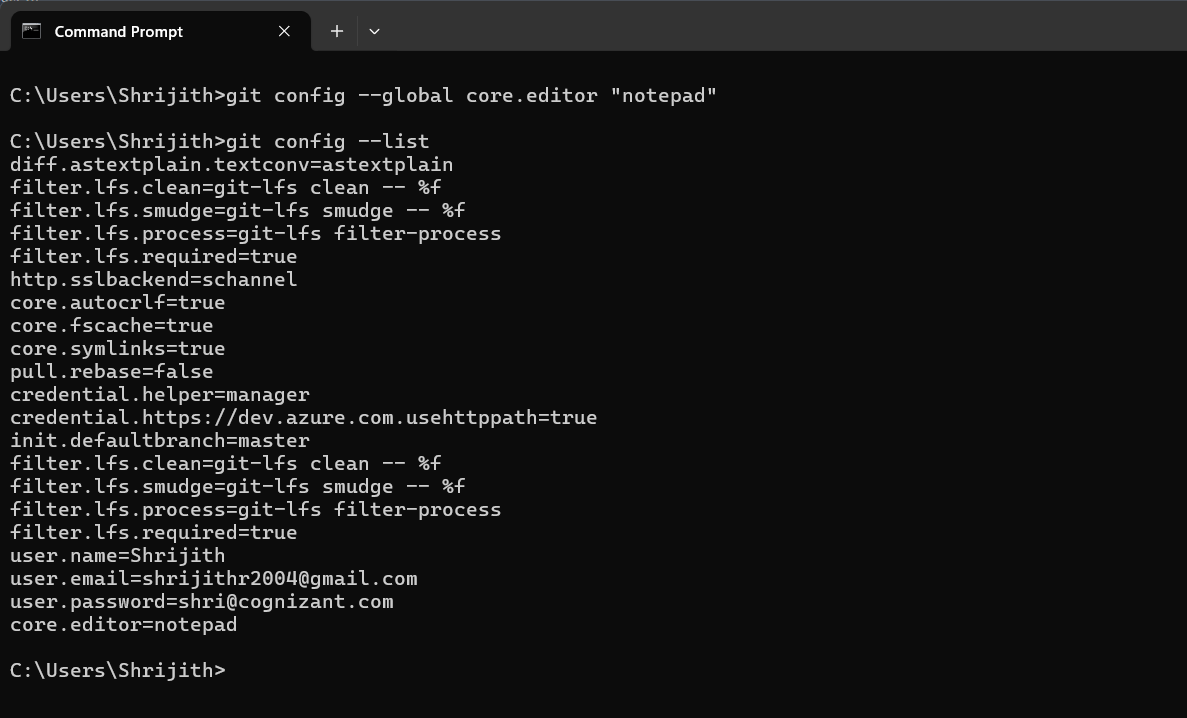 Command Prompt
C:\Users\Shrijith>git config --global core.editor "notepad"
C:\Users\Shrijith>git config --list
diff.astextplain.textconv=astextplain
filter.lfs.clean=git-lfs clean -- %f
filter.lfs.smudge=git-lfs smudge -- %f
filter.lfs.process=git-lfs filter-process
filter.lfs.required=true
http.sslbackend=schannel
core.autocrlf=true
core.fscache=true
core.symlinks=true
pull.rebase=false
credential.helper=manager
credential.https://dev.azure.com.usehttppath=true
init.defaultbranch=master
filter.lfs.clean=git-lfs clean -- %f
filter.lfs.smudge=git-lfs smudge -- %f
filter.lfs.process=git-lfs filter-process
filter.lfs.required=true
user.name=Shrijith
user.email=shrijithr2004@gmail.com
user.password=shri@cognizant.com
core.editor=notepad
C:\Users\Shrijith>